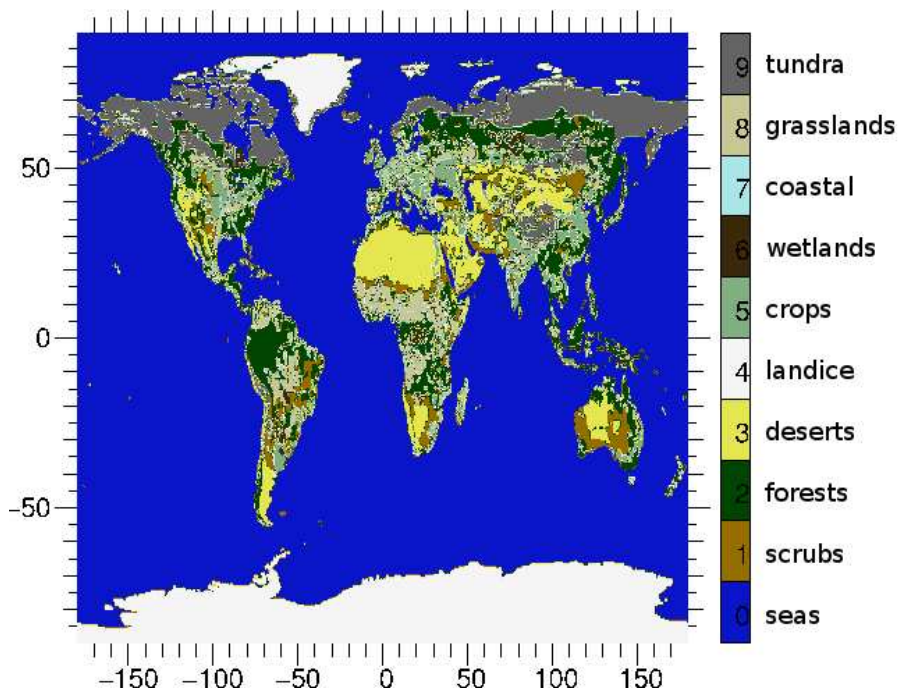 50
0
−50
−150 −100 −50 0 50 100 150
9 tundra
8 grasslands
7 coastal
6 wetlands
5 crops
4 landice
3 deserts
2 forests
1 scrubs
0 seas